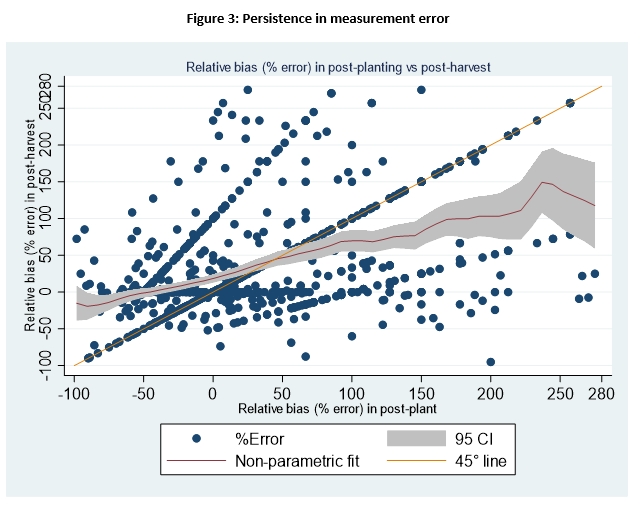 Figure 3: Persistence in measurement error
Relative bias (% error) in post-planting vs post-harvest
Relative bias (% error) in post-harvest
280
250
200
150
100
50
0
-50
-100
-100 -50 0 50 100 150 200 250 280
Relative bias (% error) in post-plant
%Error 95 CI
Non-parametric fit 45° line